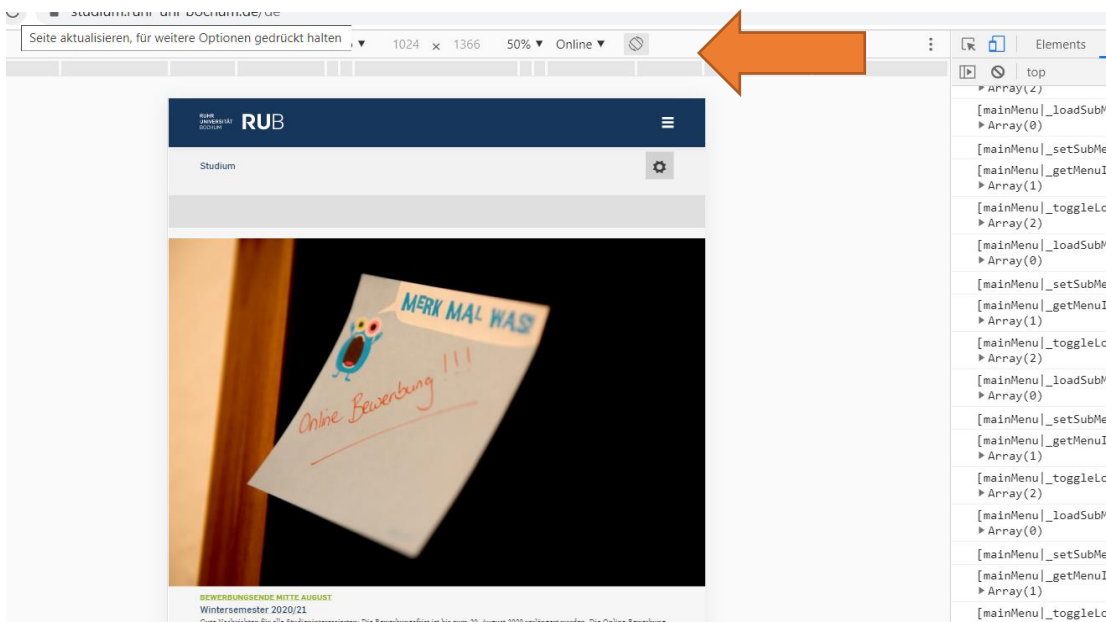 studium.ruhr-uni-bochum.de/de
Seite aktualisieren, für weitere Optionen gedrückt halten
1024 x 1366 50% Online
Elements
top
Array(2)
RUHR
UNIVERSITÄT
BOCHUM
RUB
Studium
MERK MAL WAS!
Online Bewerbung !!!
BEWERBUNGSENDE MITTE AUGUST
Wintersemester 2020/21
[mainMenu|_loadSubM
Array(0)
[mainMenu|_setSubMe
[mainMenu|_getMenuI
Array(1)
[mainMenu|_toggleLo
Array(2)
[mainMenu|_loadSubM
Array(0)
[mainMenu|_setSubMe
[mainMenu|_getMenuI
Array(1)
[mainMenu|_toggleLo
Array(2)
[mainMenu|_loadSubM
Array(0)
[mainMenu|_setSubMe
[mainMenu|_getMenuI
Array(1)
[mainMenu|_toggleLo
Array(2)
[mainMenu|_loadSubM
Array(0)
[mainMenu|_setSubMe
[mainMenu|_getMenuI
Array(1)
[mainMenu|_toggleLo